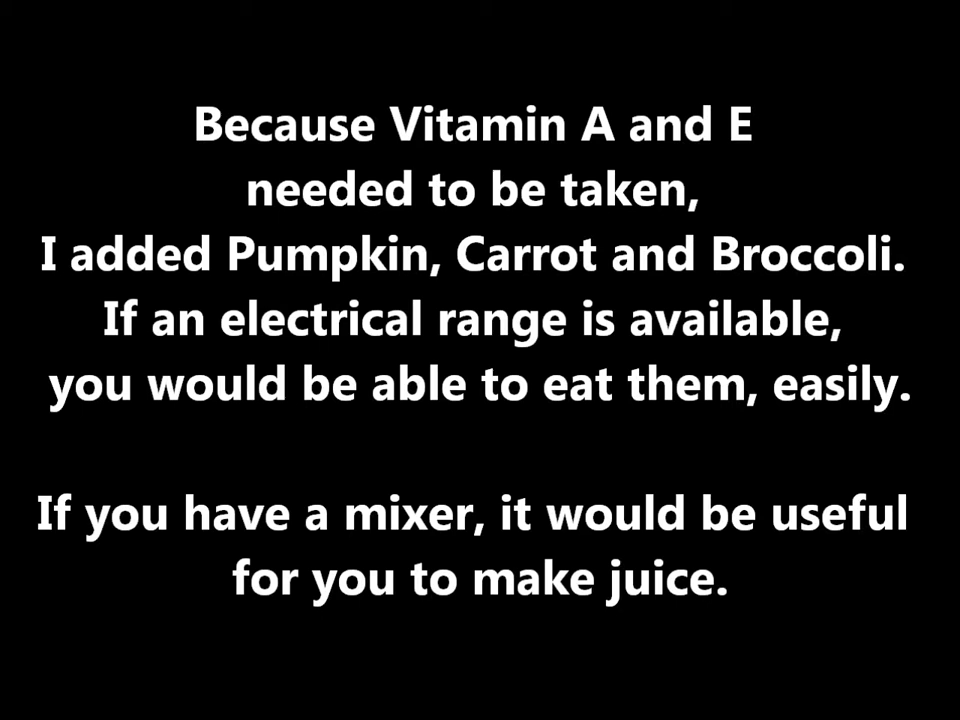 Because Vitamin A and E
needed to be taken,
I added Pumpkin, Carrot and Broccoli.
If an electrical range is available,
you would be able to eat them, easily.
If you have a mixer, it would be useful
for you to make juice.